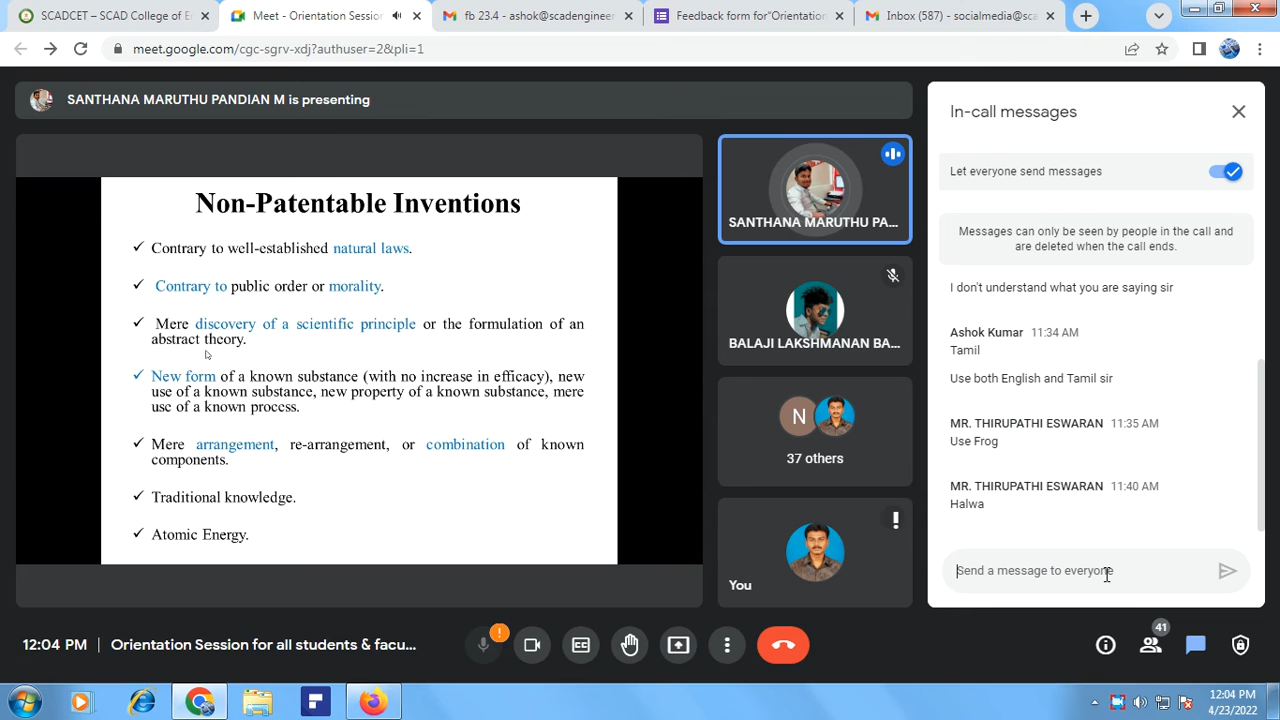 SCADCET – SCAD College of E
Meet - Orientation Sessio
fb 23.4 - ashok@scadengineer
Feedback form for"Orientation
Inbox (587) - socialmedia@sca
meet.google.com/cgc-sgrv-xdj?authuser=2&pli=1
SANTHANA MARUTHU PANDIAN M is presenting
Non-Patentable Inventions
✓ Contrary to well-established natural laws.
✓ Contrary to public order or morality.
✓ Mere discovery of a scientific principle or the formulation of an
abstract theory.
✓ New form of a known substance (with no increase in efficacy), new
use of a known substance, new property of a known substance, mere
use of a known process.
✓ Mere arrangement, re-arrangement, or combination of known
components.
✓ Traditional knowledge.
✓ Atomic Energy.
SANTHANA MARUTHU PA...
BALAJI LAKSHMANAN BA...
N
37 others
You
In-call messages
Let everyone send messages
Messages can only be seen by people in the call and
are deleted when the call ends.
I don't understand what you are saying sir
Ashok Kumar 11:34 AM
Tamil
Use both English and Tamil sir
MR. THIRUPATHI ESWARAN 11:35 AM
Use Frog
MR. THIRUPATHI ESWARAN 11:40 AM
Halwa
Send a message to everyone
12:04 PM
Orientation Session for all students & facu...
CC
41
12:04 PM
4/23/2022